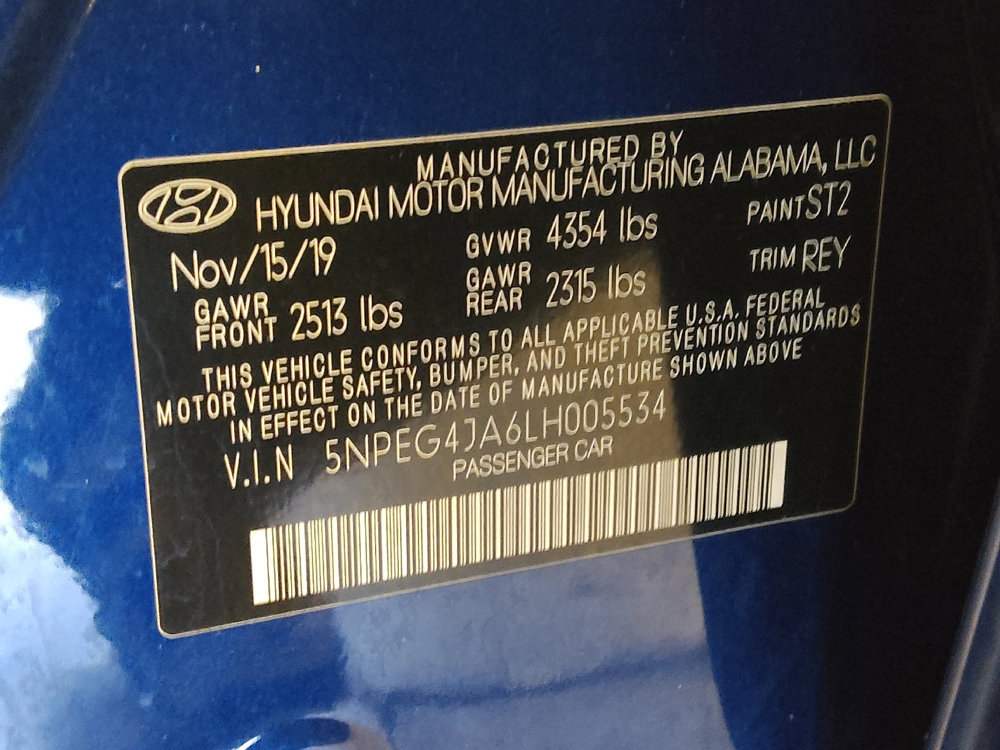 MANUFACTURED BY
HYUNDAI MOTOR MANUFACTURING ALABAMA, LLC
Nov/15/19 GVWR 4354 lbs PAINT ST2
GAWR FRONT 2513 lbs GAWR REAR 2315 lbs TRIM REY
THIS VEHICLE CONFORMS TO ALL APPLICABLE U.S.A. FEDERAL
MOTOR VEHICLE SAFETY, BUMPER, AND THEFT PREVENTION STANDARDS
IN EFFECT ON THE DATE OF MANUFACTURE SHOWN ABOVE
V.I.N 5NPEG4JA6LH005534
PASSENGER CAR